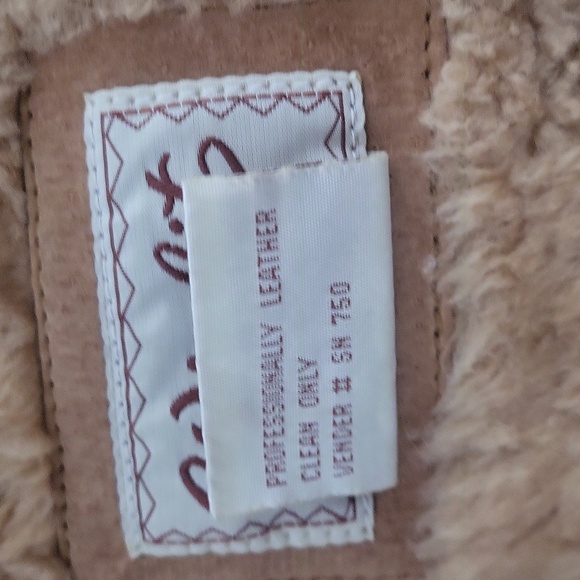 PROFESSIONALLY LEATHER
CLEAN ONLY
VENDER # SN 750